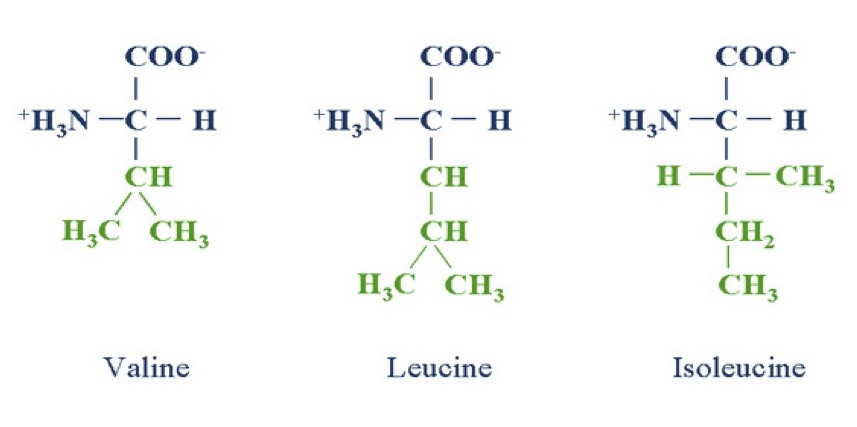 COO⁻ COO⁻ COO⁻
⁺H₃N — C — H ⁺H₃N — C — H ⁺H₃N — C — H
CH CH H — C — CH₃
H₃C CH₃ CH CH₂
H₃C CH₃ CH₃
Valine Leucine Isoleucine